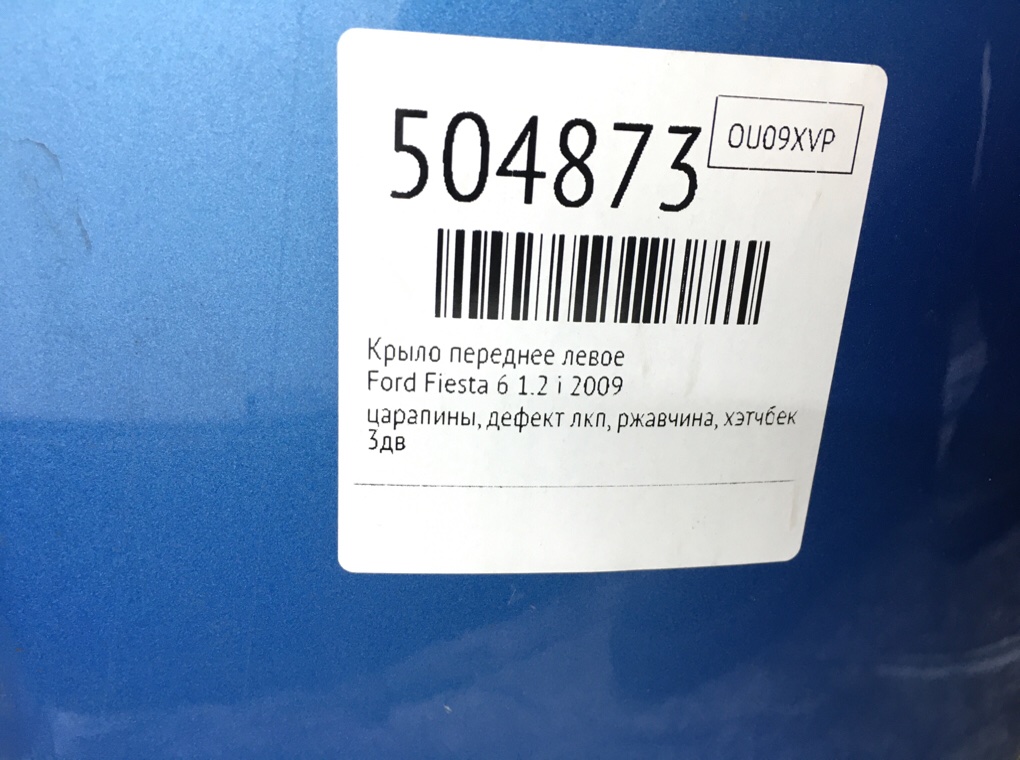 504873
OU09XVP
Крыло переднее левое
Ford Fiesta 6 1.2 i 2009
царапины, дефект лкп, ржавчина, хэтчбек
3дв